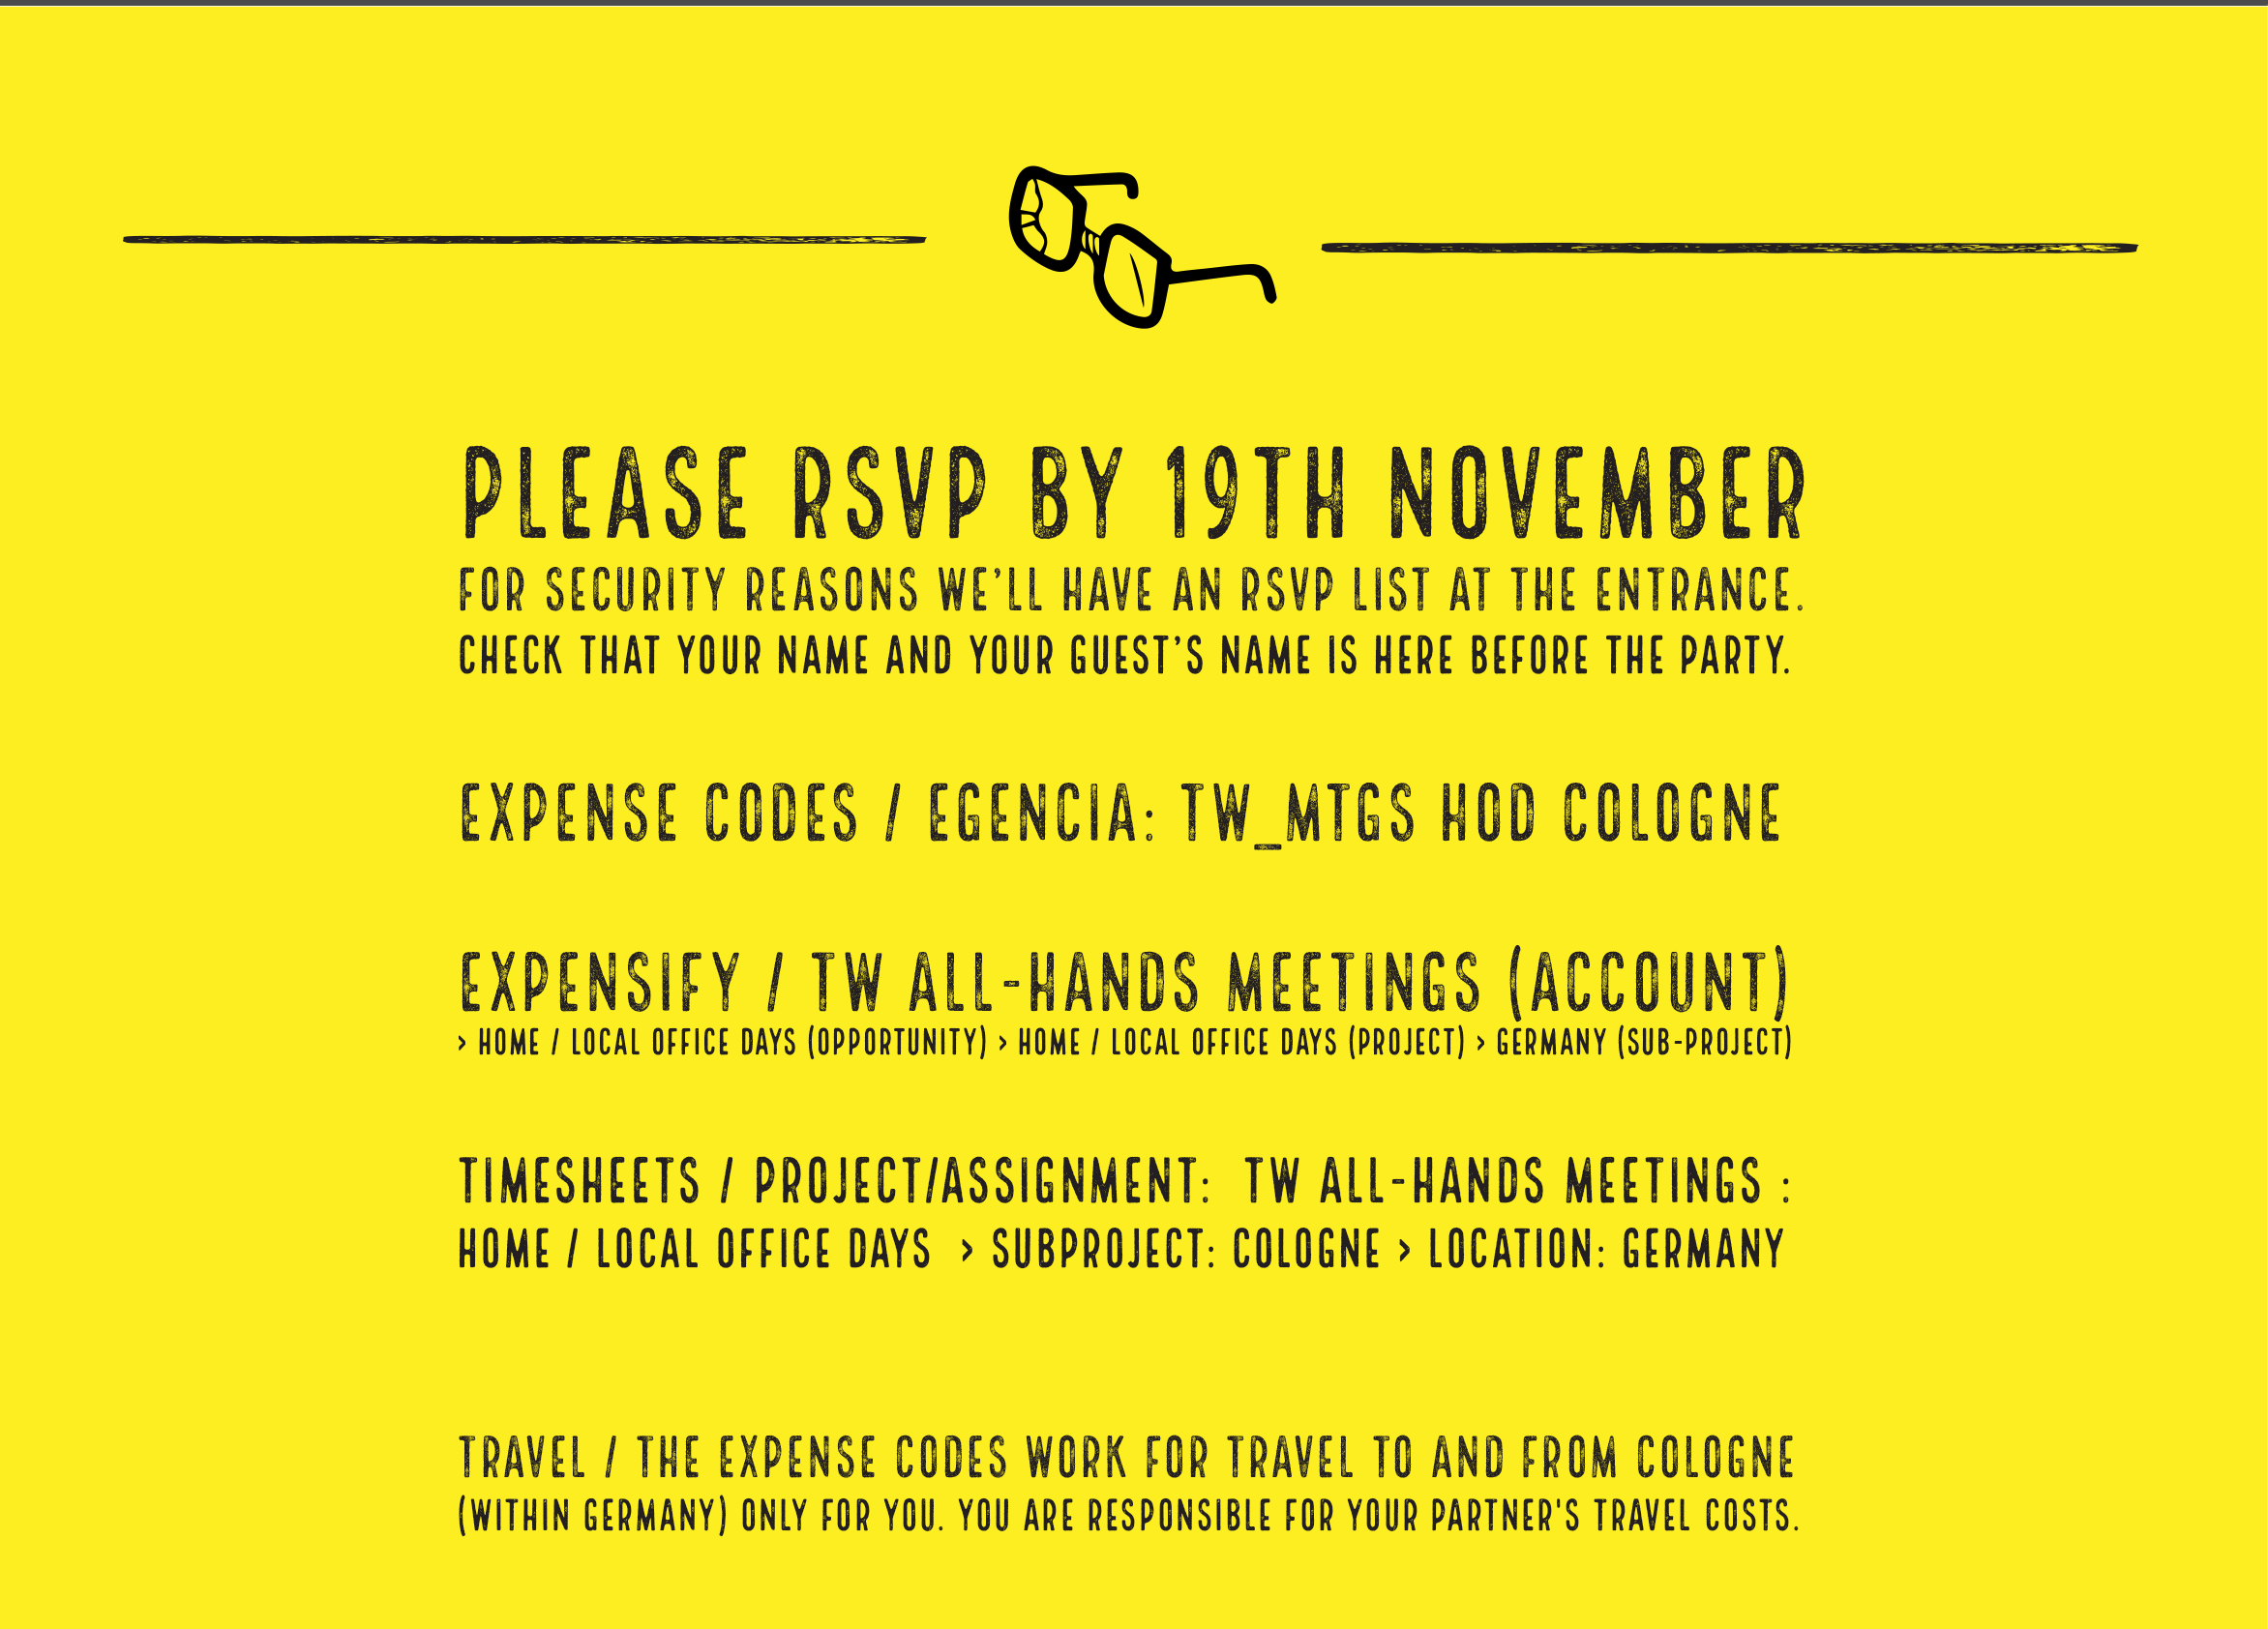 PLEASE RSVP BY 19TH NOVEMBER
FOR SECURITY REASONS WE'LL HAVE AN RSVP LIST AT THE ENTRANCE.
CHECK THAT YOUR NAME AND YOUR GUEST'S NAME IS HERE BEFORE THE PARTY.
EXPENSE CODES / EGENCIA: TW_MTGS HOD COLOGNE
EXPENSIFY / TW ALL-HANDS MEETINGS (ACCOUNT)
> HOME / LOCAL OFFICE DAYS (OPPORTUNITY) > HOME / LOCAL OFFICE DAYS (PROJECT) > GERMANY (SUB-PROJECT)
TIMESHEETS / PROJECT/ASSIGNMENT: TW ALL-HANDS MEETINGS :
HOME / LOCAL OFFICE DAYS > SUBPROJECT: COLOGNE > LOCATION: GERMANY
TRAVEL / THE EXPENSE CODES WORK FOR TRAVEL TO AND FROM COLOGNE
(WITHIN GERMANY) ONLY FOR YOU. YOU ARE RESPONSIBLE FOR YOUR PARTNER'S TRAVEL COSTS.